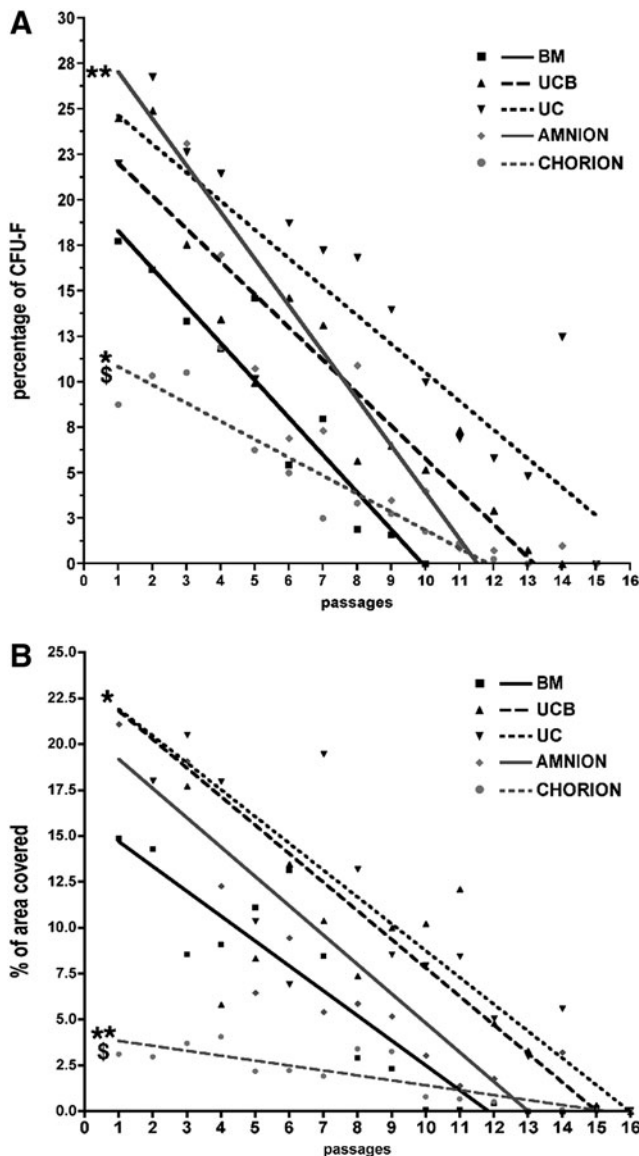 A
30
28
25
23
20
18
15
13
10
8
5
3
0
percentage of CFU-F
**
*
$
BM
UCB
UC
AMNION
CHORION
0 1 2 3 4 5 6 7 8 9 10 11 12 13 14 15 16
passages
B
25.0
22.5
20.0
17.5
15.0
12.5
10.0
7.5
5.0
2.5
0.0
% of area covered
*
**
$
BM
UCB
UC
AMNION
CHORION
0 1 2 3 4 5 6 7 8 9 10 11 12 13 14 15 16
passages